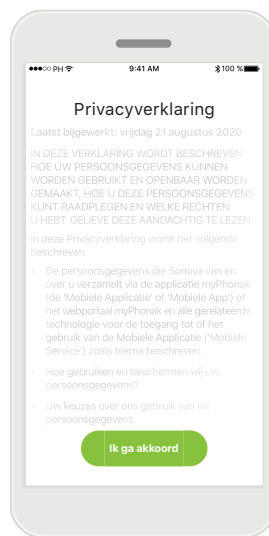 ●●●○○ PH 9:41 AM 100 %
Privacyverklaring
Laatst bijgewerkt: vrijdag 21 augustus 2020
IN DEZE VERKLARING WORDT BESCHREVEN
HOE UW PERSOONSGEGEVENS KUNNEN
WORDEN GEBRUIKT EN OPENBAAR WORDEN
GEMAAKT, HOE U DEZE PERSOONSGEGEVENS
KUNT RAADPLEGEN EN WELKE RECHTEN
U HEBT. GELIEVE DEZE AANDACHTIG TE LEZEN.
In deze Privacyverklaring wordt het volgende
beschreven:
• De persoonsgegevens die Sonova van en
over u verzamelt via de applicatie myPhonak
(de 'Mobiele Applicatie' of 'Mobiele App') of
het webportaal myPhonak en alle gerelateerde
technologie voor de toegang tot of het
gebruik van de Mobiele Applicatie ('Mobiele
Service') zoals hierna beschreven.
• Hoe gebruiken en beschermen wij uw
persoonsgegevens?
• Uw keuzes over ons gebruik van uw
persoonsgegevens.
Ik ga akkoord